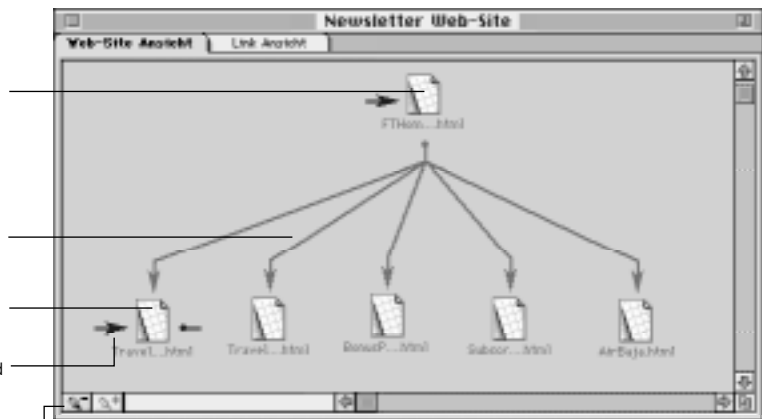 Newsletter Web-Site
Web-Site Ansicht Link Ansicht
FTHom...html
Travel...html Travel...html BonusP...html Subscr...html AirBaja.html